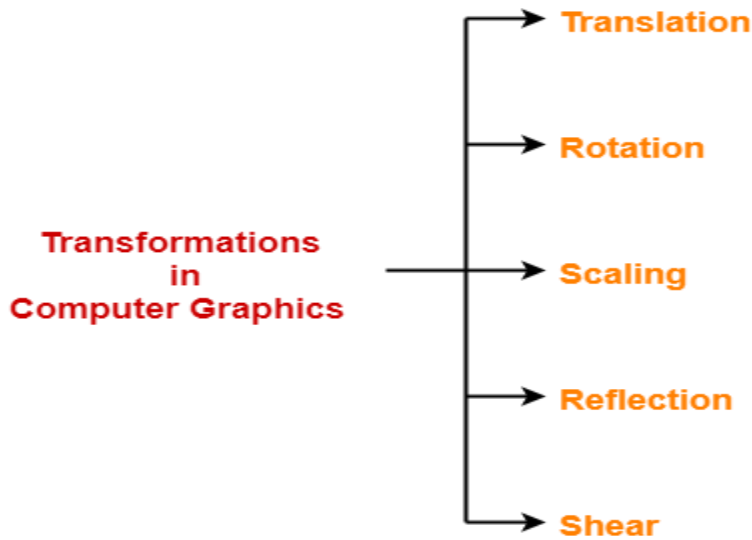 Transformations
in
Computer Graphics
Translation
Rotation
Scaling
Reflection
Shear